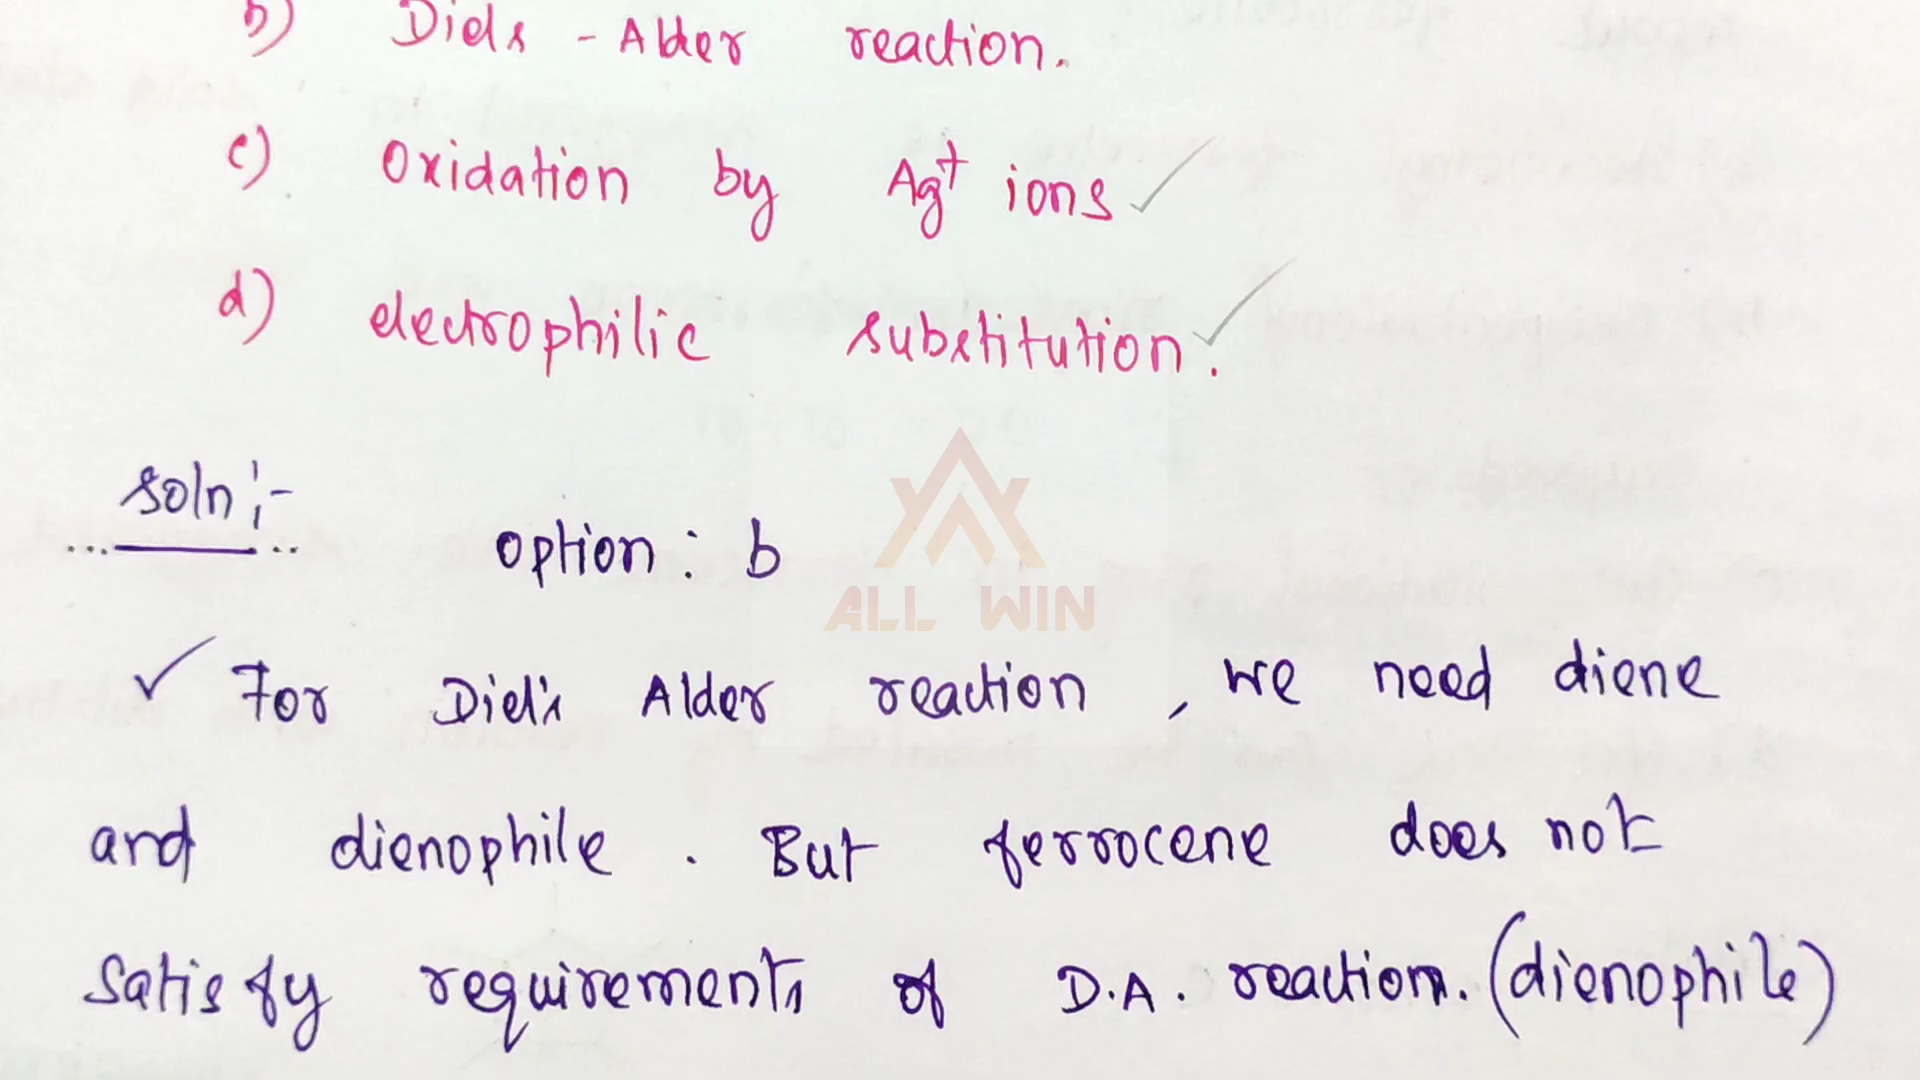 b) Diels - Alder reaction.
c) Oxidation by Ag+ ions ✓
d) electrophilic substitution. ✓
soln :-
option : b
ALL WIN
✓ For Diel's Alder reaction, we need diene
and dienophile. But ferrocene does not
satisfy requirements of D.A. reaction. (dienophile)